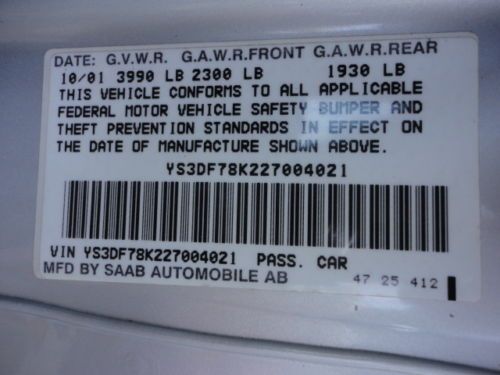 DATE: G.V.W.R. G.A.W.R.FRONT G.A.W.R.REAR
10/01 3990 LB 2300 LB 1930 LB
THIS VEHICLE CONFORMS TO ALL APPLICABLE
FEDERAL MOTOR VEHICLE SAFETY BUMPER AND
THEFT PREVENTION STANDARDS IN EFFECT ON
THE DATE OF MANUFACTURE SHOWN ABOVE.
YS3DF78K227004021
VIN YS3DF78K227004021 PASS. CAR
MFD BY SAAB AUTOMOBILE AB 47 25 412